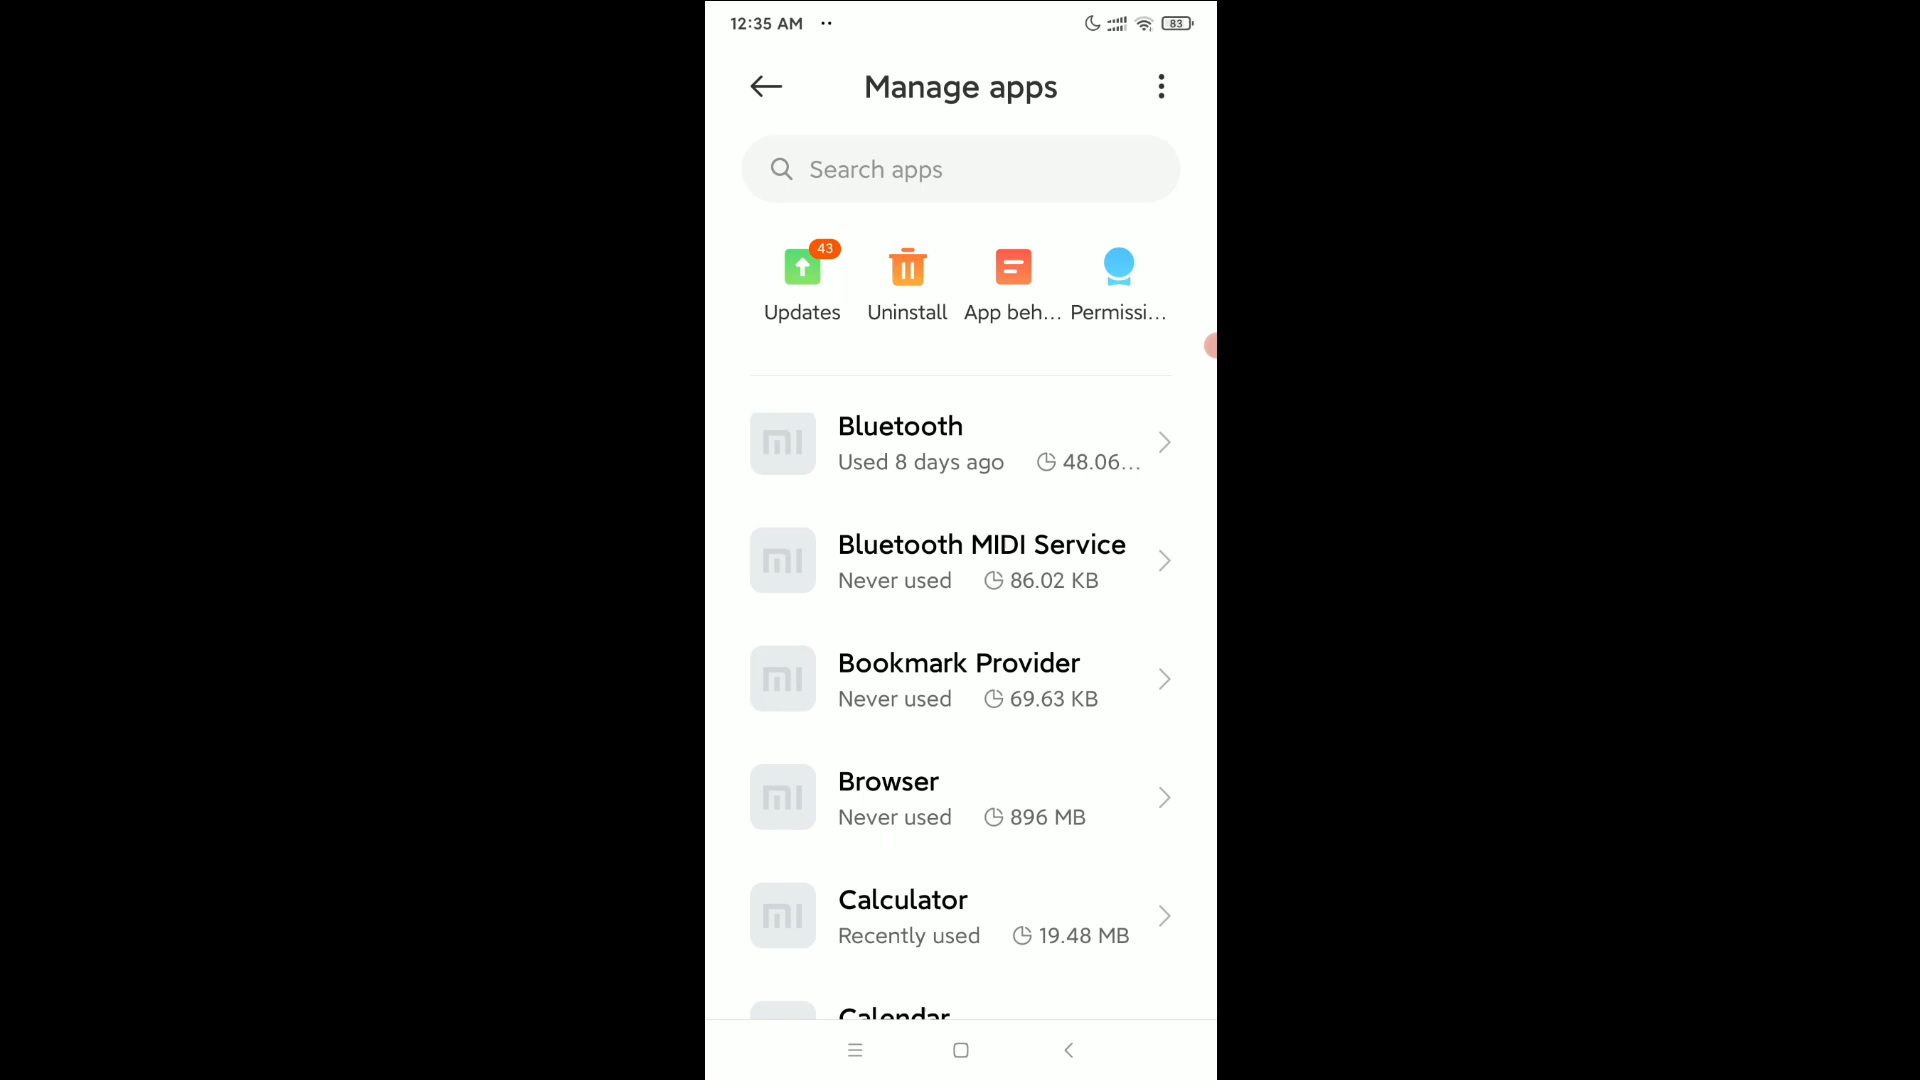 12:35 AM
83
Manage apps
Search apps
43
Updates Uninstall App beh... Permissi...
Bluetooth
Used 8 days ago 48.06...
Bluetooth MIDI Service
Never used 86.02 KB
Bookmark Provider
Never used 69.63 KB
Browser
Never used 896 MB
Calculator
Recently used 19.48 MB
Calendar